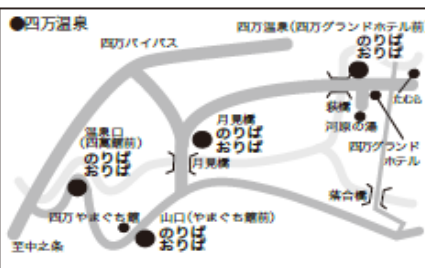 ●四万温泉
四万バイパス
四万温泉(四万グランドホテル前)
のりば
おりば
萩橋
たむら
河原の湯
四万グランド
ホテル
月見橋
のりば
おりば
月見橋
温泉口
(四萬館前)
のりば
おりば
落合橋
四万やまぐち館
山口(やまぐち館前)
のりば
おりば
至中之条